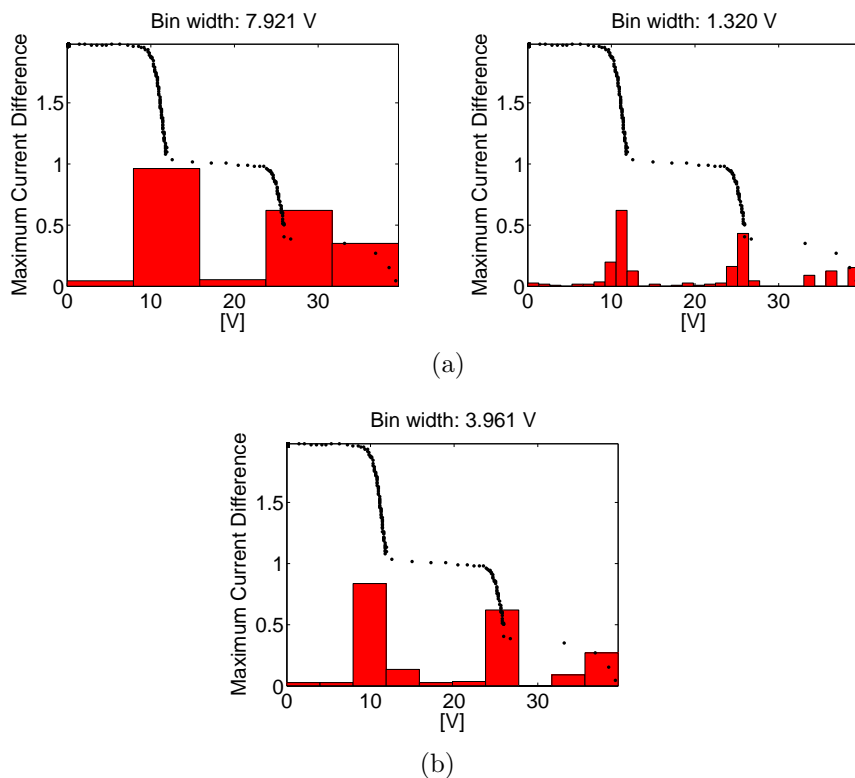 Bin width: 7.921 V
Maximum Current Difference
1.5
1
0.5
0
0 10 20 30
[V]
Bin width: 1.320 V
Maximum Current Difference
1.5
1
0.5
0
0 10 20 30
[V]
(a)
Bin width: 3.961 V
Maximum Current Difference
1.5
1
0.5
0
0 10 20 30
[V]
(b)